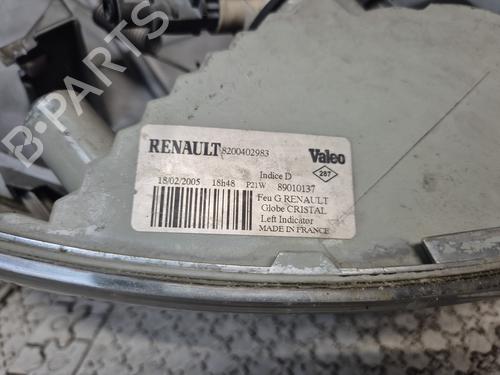 RENAULT 8200402983 Valeo
Indice D 287
18/02/2005 18h48 P21W 89010137
Feu G RENAULT
Globe CRISTAL
Left Indicator
MADE IN FRANCE
B-PARTS